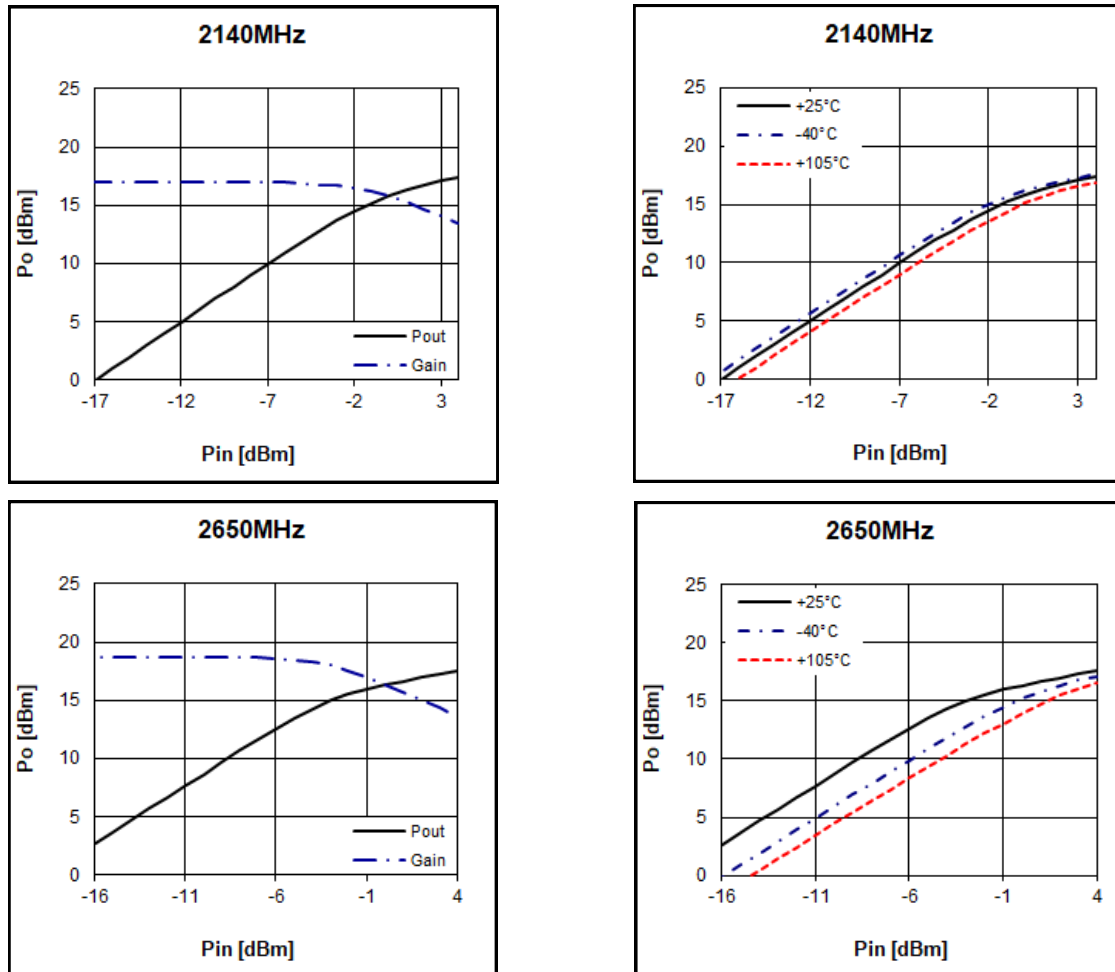 2140MHz
25
20
15
10
5
0
Po [dBm]
Pout
Gain
-17 -12 -7 -2 3
Pin [dBm]
2140MHz
25
20
15
10
5
0
Po [dBm]
+25°C
-40°C
+105°C
-17 -12 -7 -2 3
Pin [dBm]
2650MHz
25
20
15
10
5
0
Po [dBm]
Pout
Gain
-16 -11 -6 -1 4
Pin [dBm]
2650MHz
25
20
15
10
5
0
Po [dBm]
+25°C
-40°C
+105°C
-16 -11 -6 -1 4
Pin [dBm]